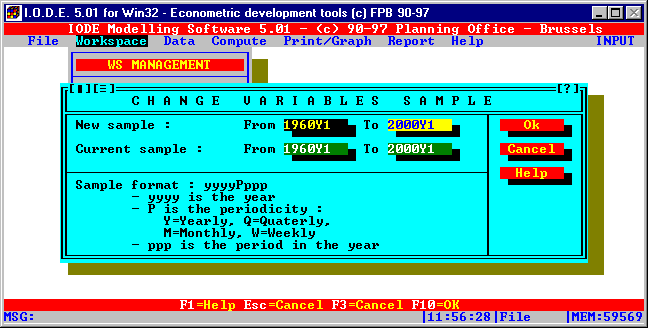 I.O.D.E. 5.01 for Win32 - Econometric development tools (c) FPB 90-97
IODE Modelling Software 5.01 - (c) 90-97 Planning Office - Brussels
File Workspace Data Compute Print/Graph Report Help INPUT
WS MANAGEMENT
CHANGE VARIABLES SAMPLE [?]
New sample : From 1960Y1 To 2000Y1 Ok
Current sample : From 1960Y1 To 2000Y1 Cancel
Help
Sample format : yyyyPppp
- yyyy is the year
- P is the periodicity :
Y=Yearly, Q=Quaterly,
M=Monthly, W=Weekly
- ppp is the period in the year
F1=Help Esc=Cancel F3=Cancel F10=OK
MSG: |11:56:28|File |MEM:59569